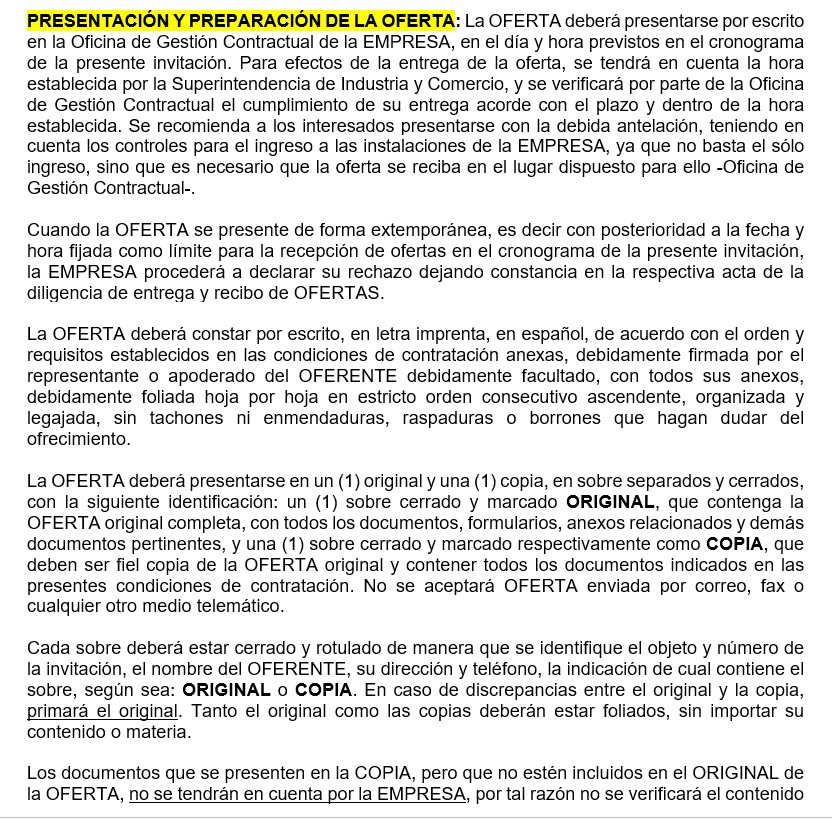 PRESENTACIÓN Y PREPARACIÓN DE LA OFERTA: La OFERTA deberá presentarse por escrito
en la Oficina de Gestión Contractual de la EMPRESA, en el día y hora previstos en el cronograma
de la presente invitación. Para efectos de la entrega de la oferta, se tendrá en cuenta la hora
establecida por la Superintendencia de Industria y Comercio, y se verificará por parte de la Oficina
de Gestión Contractual el cumplimiento de su entrega acorde con el plazo y dentro de la hora
establecida. Se recomienda a los interesados presentarse con la debida antelación, teniendo en
cuenta los controles para el ingreso a las instalaciones de la EMPRESA, ya que no basta el sólo
ingreso, sino que es necesario que la oferta se reciba en el lugar dispuesto para ello -Oficina de
Gestión Contractual-.
Cuando la OFERTA se presente de forma extemporánea, es decir con posterioridad a la fecha y
hora fijada como límite para la recepción de ofertas en el cronograma de la presente invitación,
la EMPRESA procederá a declarar su rechazo dejando constancia en la respectiva acta de la
diligencia de entrega y recibo de OFERTAS.
La OFERTA deberá constar por escrito, en letra imprenta, en español, de acuerdo con el orden y
requisitos establecidos en las condiciones de contratación anexas, debidamente firmada por el
representante o apoderado del OFERENTE debidamente facultado, con todos sus anexos,
debidamente foliada hoja por hoja en estricto orden consecutivo ascendente, organizada y
legajada, sin tachones ni enmendaduras, raspaduras o borrones que hagan dudar del
ofrecimiento.
La OFERTA deberá presentarse en un (1) original y una (1) copia, en sobre separados y cerrados,
con la siguiente identificación: un (1) sobre cerrado y marcado ORIGINAL, que contenga la
OFERTA original completa, con todos los documentos, formularios, anexos relacionados y demás
documentos pertinentes, y una (1) sobre cerrado y marcado respectivamente como COPIA, que
deben ser fiel copia de la OFERTA original y contener todos los documentos indicados en las
presentes condiciones de contratación. No se aceptará OFERTA enviada por correo, fax o
cualquier otro medio telemático.
Cada sobre deberá estar cerrado y rotulado de manera que se identifique el objeto y número de
la invitación, el nombre del OFERENTE, su dirección y teléfono, la indicación de cual contiene el
sobre, según sea: ORIGINAL o COPIA. En caso de discrepancias entre el original y la copia,
primará el original. Tanto el original como las copias deberán estar foliados, sin importar su
contenido o materia.
Los documentos que se presenten en la COPIA, pero que no estén incluidos en el ORIGINAL de
la OFERTA, no se tendrán en cuenta por la EMPRESA, por tal razón no se verificará el contenido